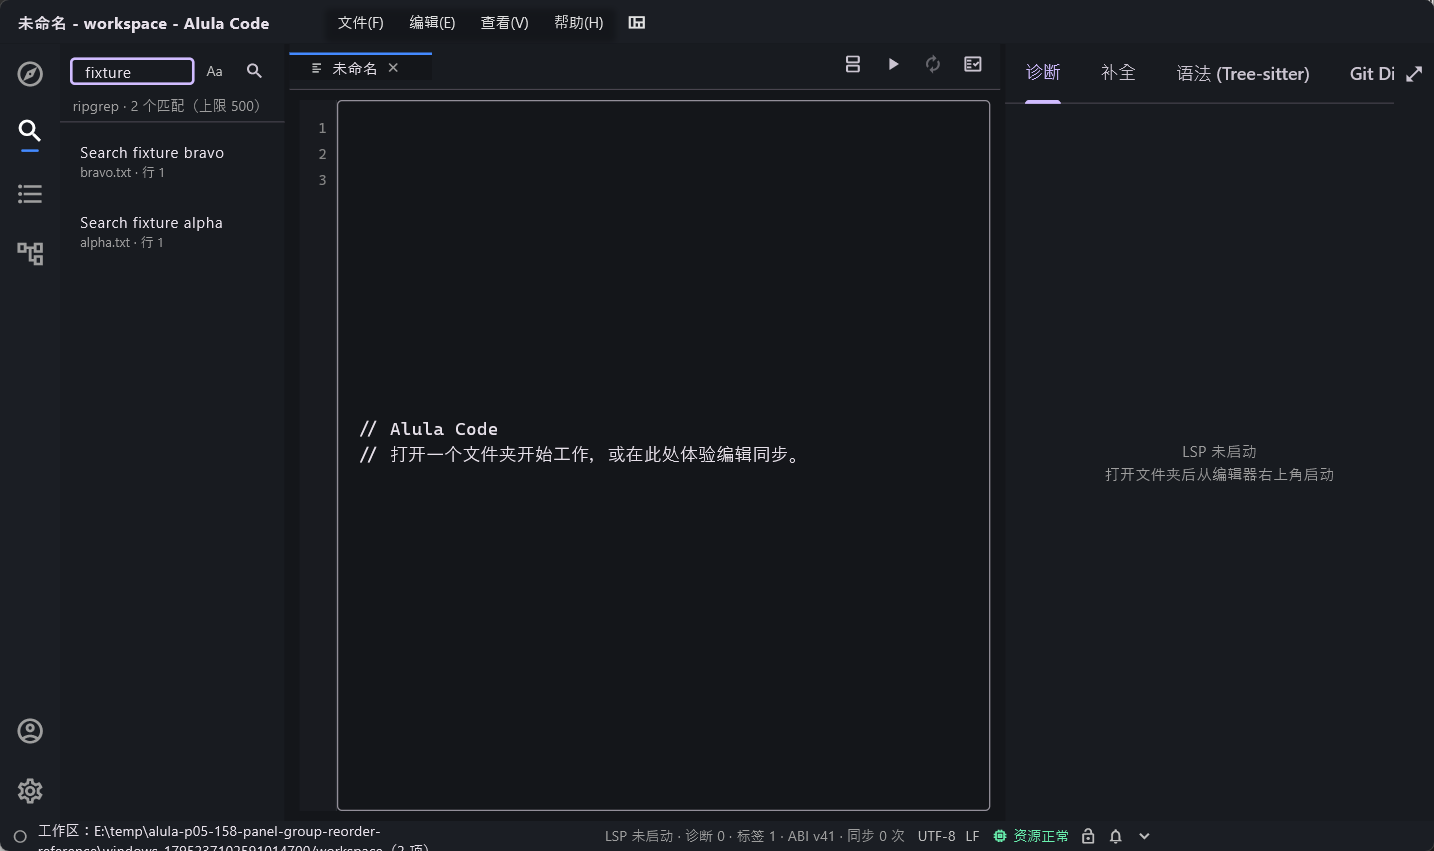 未命名 - workspace - Alula Code
文件(F) 编辑(E) 查看(V) 帮助(H)
fixture Aa
ripgrep · 2 个匹配（上限 500）
Search fixture bravo
bravo.txt · 行 1
Search fixture alpha
alpha.txt · 行 1
未命名
1
2
3
// Alula Code
// 打开一个文件夹开始工作，或在此处体验编辑同步。
诊断 补全 语法 (Tree-sitter) Git Di
LSP 未启动
打开文件夹后从编辑器右上角启动
工作区：E:\temp\alula-p05-158-panel-group-reorder-
reference\windows-1795237102591014700/workspace（2 项）
LSP 未启动 · 诊断 0 · 标签 1 · ABI v41 · 同步 0 次 UTF-8 LF 资源正常